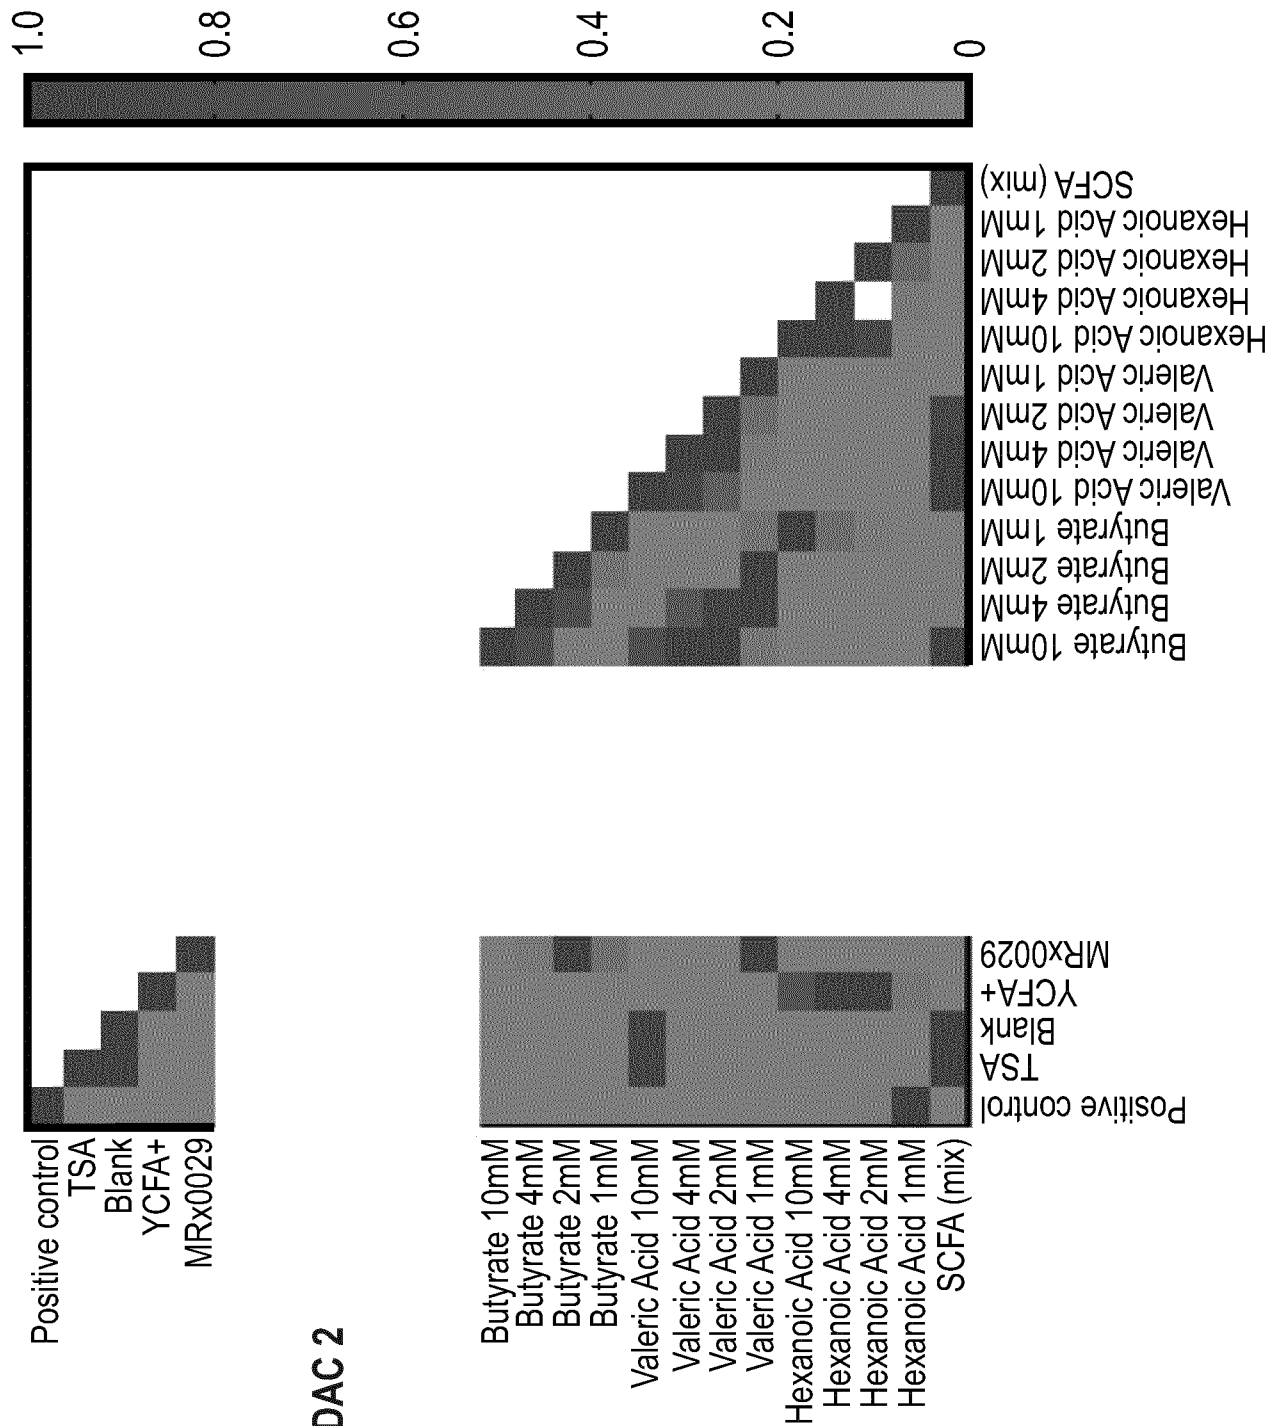 1.0
0.8
0.6
0.4
0.2
0
Positive control
TSA
Blank
YCFA+
MRx0029
DAC 2
Butyrate 10mM
Butyrate 4mM
Butyrate 2mM
Butyrate 1mM
Valeric Acid 10mM
Valeric Acid 4mM
Valeric Acid 2mM
Valeric Acid 1mM
Hexanoic Acid 10mM
Hexanoic Acid 4mM
Hexanoic Acid 2mM
Hexanoic Acid 1mM
SCFA (mix)
Positive control
TSA
Blank
YCFA+
MRx0029
Butyrate 10mM
Butyrate 4mM
Butyrate 2mM
Butyrate 1mM
Valeric Acid 10mM
Valeric Acid 4mM
Valeric Acid 2mM
Valeric Acid 1mM
Hexanoic Acid 10mM
Hexanoic Acid 4mM
Hexanoic Acid 2mM
Hexanoic Acid 1mM
SCFA (mix)